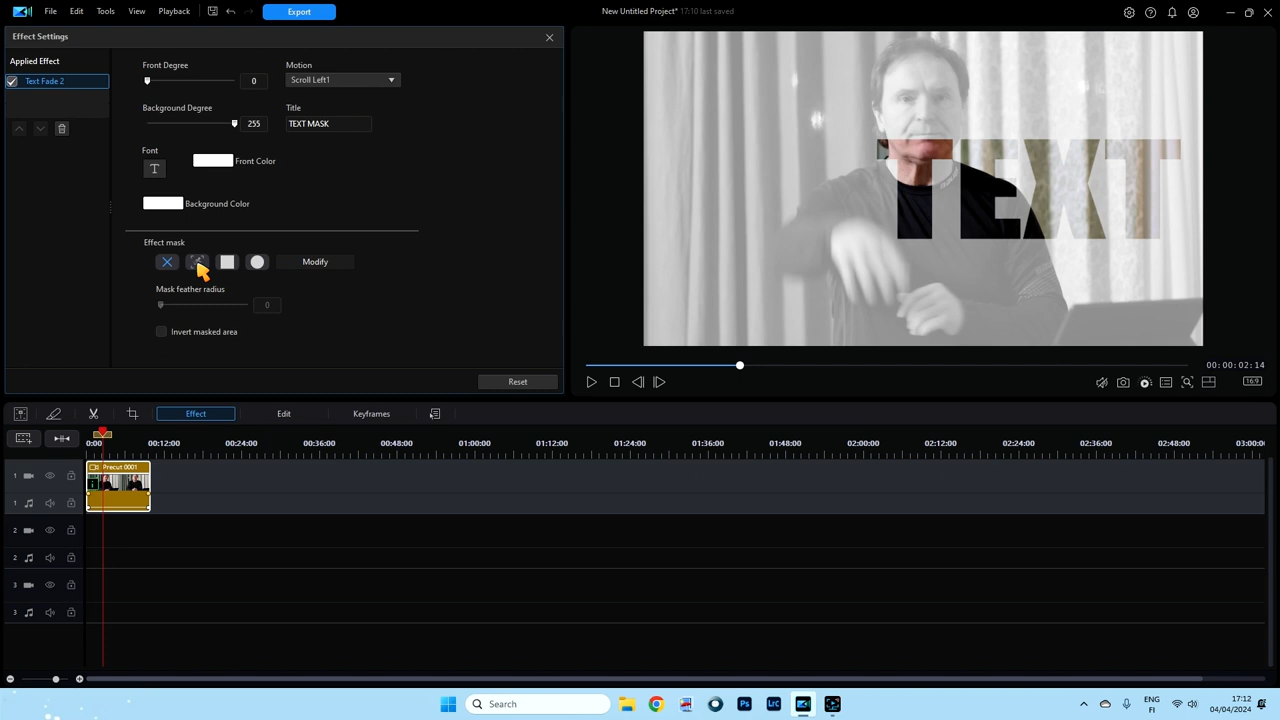 File Edit Tools View Playback Export New Untitled Project* 17:10 last saved
Effect Settings
Applied Effect
Text Fade 2
Front Degree Motion
0 Scroll Left1
Background Degree Title
255 TEXT MASK
Font
T Front Color
Background Color
Effect mask
Modify
Mask feather radius
0
Invert masked area
Reset
TEXT
00:00:02:14
16:9
Effect Edit Keyframes
0:00 00:12:00 00:24:00 00:36:00 00:48:00 01:00:00 01:12:00 01:24:00 01:36:00 01:48:00 02:00:00 02:12:00 02:24:00 02:36:00 02:48:00 03:00:0
Precut 0001
1
1
2
2
3
3
Search Ps Lrc
ENG
FI
17:12
04/04/2024